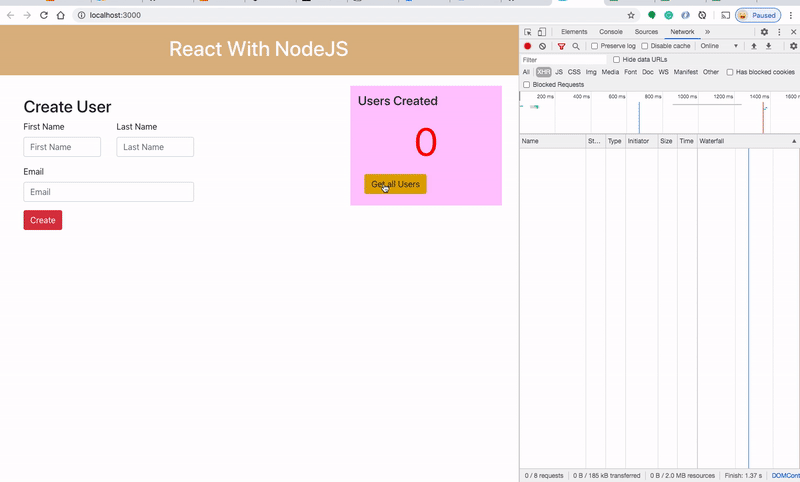 localhost:3000
Paused
React With NodeJS
Create User
First Name
Last Name
First Name
Last Name
Email
Email
Create
Users Created
0
Get all Users
Elements Console Sources Network »
Preserve log Disable cache Online
Filter Hide data URLs
All XHR JS CSS Img Media Font Doc WS Manifest Other Has blocked cookies
Blocked Requests
200 ms 400 ms 600 ms 800 ms 1000 ms 1200 ms 1400 ms 1600 m
Name St... Type Initiator Size Time Waterfall
0 / 8 requests 0 B / 185 kB transferred 0 B / 2.0 MB resources Finish: 1.37 s DOMCont